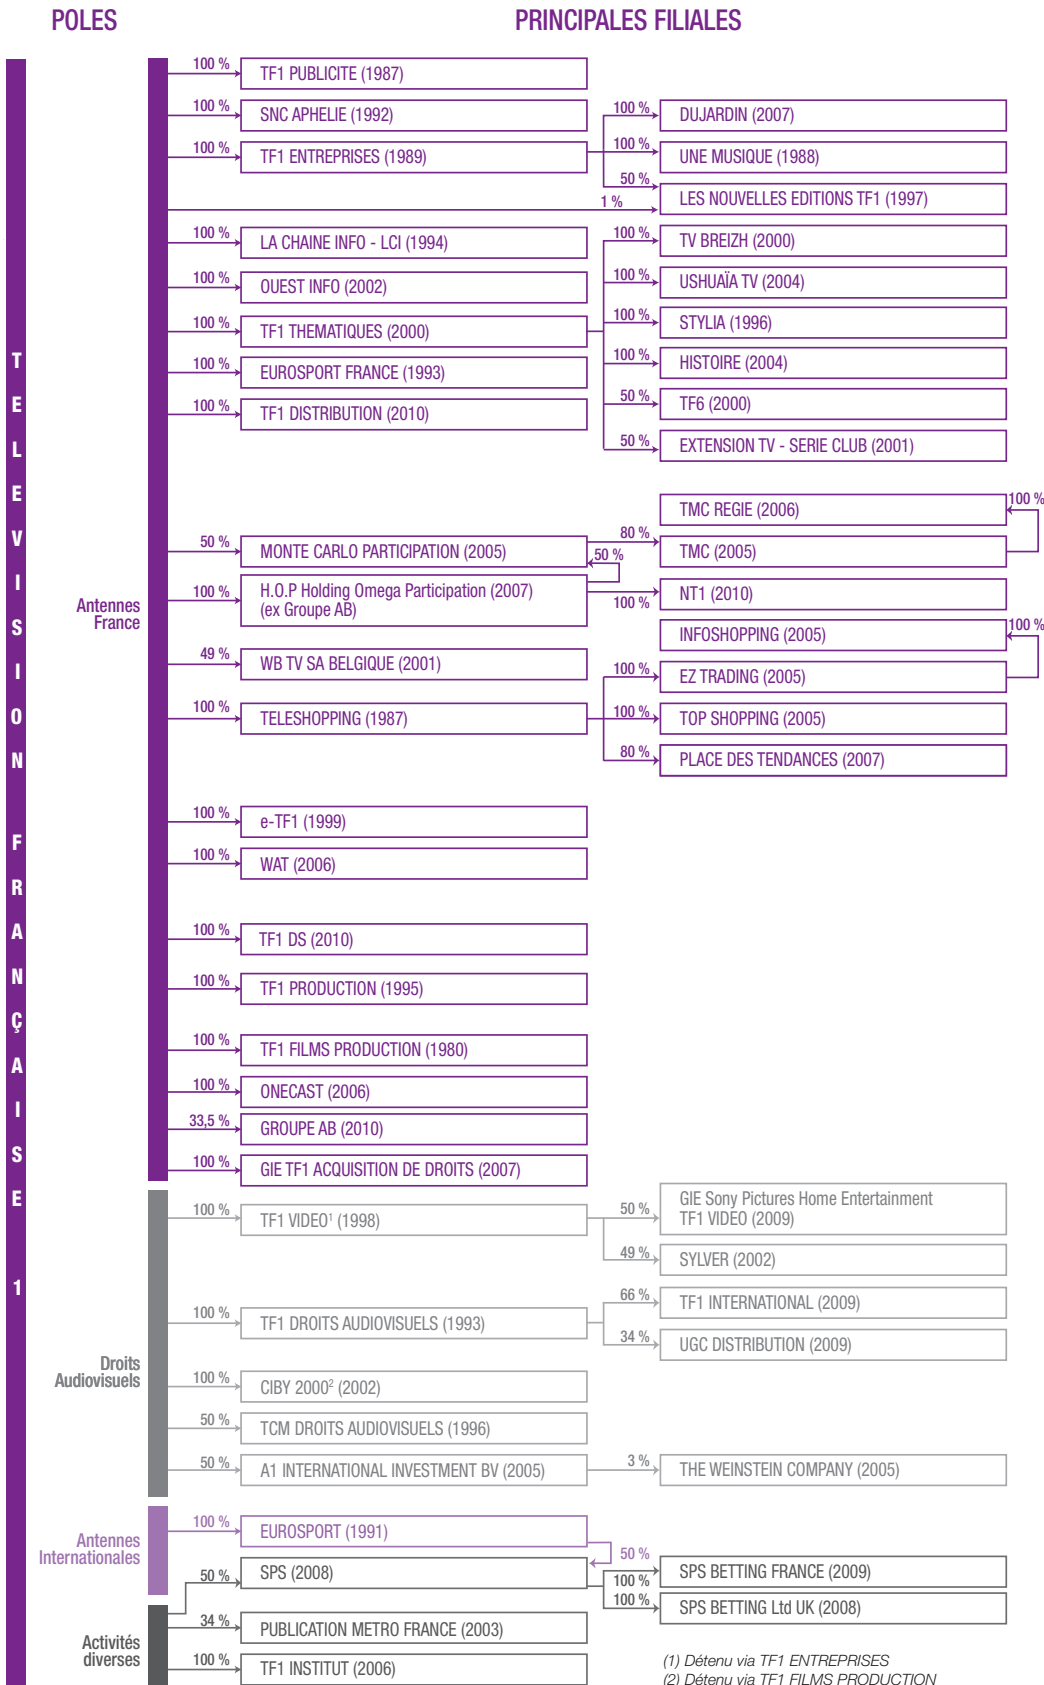 POLES
PRINCIPALES FILIALES
TELEVISION FRANÇAISE 1
Antennes
France
100 %
TF1 PUBLICITE (1987)
100 %
SNC APHELIE (1992)
100 %
DUJARDIN (2007)
100 %
TF1 ENTREPRISES (1989)
100 %
UNE MUSIQUE (1988)
50 %
1 %
LES NOUVELLES EDITIONS TF1 (1997)
100 %
LA CHAINE INFO - LCI (1994)
100 %
TV BREIZH (2000)
100 %
OUEST INFO (2002)
100 %
USHUAÏA TV (2004)
100 %
TF1 THEMATIQUES (2000)
100 %
STYLIA (1996)
100 %
EUROSPORT FRANCE (1993)
100 %
HISTOIRE (2004)
100 %
TF1 DISTRIBUTION (2010)
50 %
TF6 (2000)
50 %
EXTENSION TV - SERIE CLUB (2001)
TMC REGIE (2006)
100 %
50 %
MONTE CARLO PARTICIPATION (2005)
80 %
TMC (2005)
50 %
100 %
H.O.P Holding Omega Participation (2007)
(ex Groupe AB)
100 %
NT1 (2010)
INFOSHOPPING (2005)
100 %
49 %
WB TV SA BELGIQUE (2001)
100 %
EZ TRADING (2005)
100 %
TELESHOPPING (1987)
100 %
TOP SHOPPING (2005)
80 %
PLACE DES TENDANCES (2007)
100 %
e-TF1 (1999)
100 %
WAT (2006)
100 %
TF1 DS (2010)
100 %
TF1 PRODUCTION (1995)
100 %
TF1 FILMS PRODUCTION (1980)
100 %
ONECAST (2006)
33,5 %
GROUPE AB (2010)
100 %
GIE TF1 ACQUISITION DE DROITS (2007)
Droits
Audiovisuels
100 %
TF1 VIDEO¹ (1998)
50 %
GIE Sony Pictures Home Entertainment
TF1 VIDEO (2009)
49 %
SYLVER (2002)
100 %
TF1 DROITS AUDIOVISUELS (1993)
66 %
TF1 INTERNATIONAL (2009)
34 %
UGC DISTRIBUTION (2009)
100 %
CIBY 2000² (2002)
50 %
TCM DROITS AUDIOVISUELS (1996)
50 %
A1 INTERNATIONAL INVESTMENT BV (2005)
3 %
THE WEINSTEIN COMPANY (2005)
Antennes
Internationales
100 %
EUROSPORT (1991)
50 %
50 %
SPS (2008)
100 %
SPS BETTING FRANCE (2009)
100 %
SPS BETTING Ltd UK (2008)
Activités
diverses
34 %
PUBLICATION METRO FRANCE (2003)
100 %
TF1 INSTITUT (2006)
(1) Détenu via TF1 ENTREPRISES
(2) Détenu via TF1 FILMS PRODUCTION